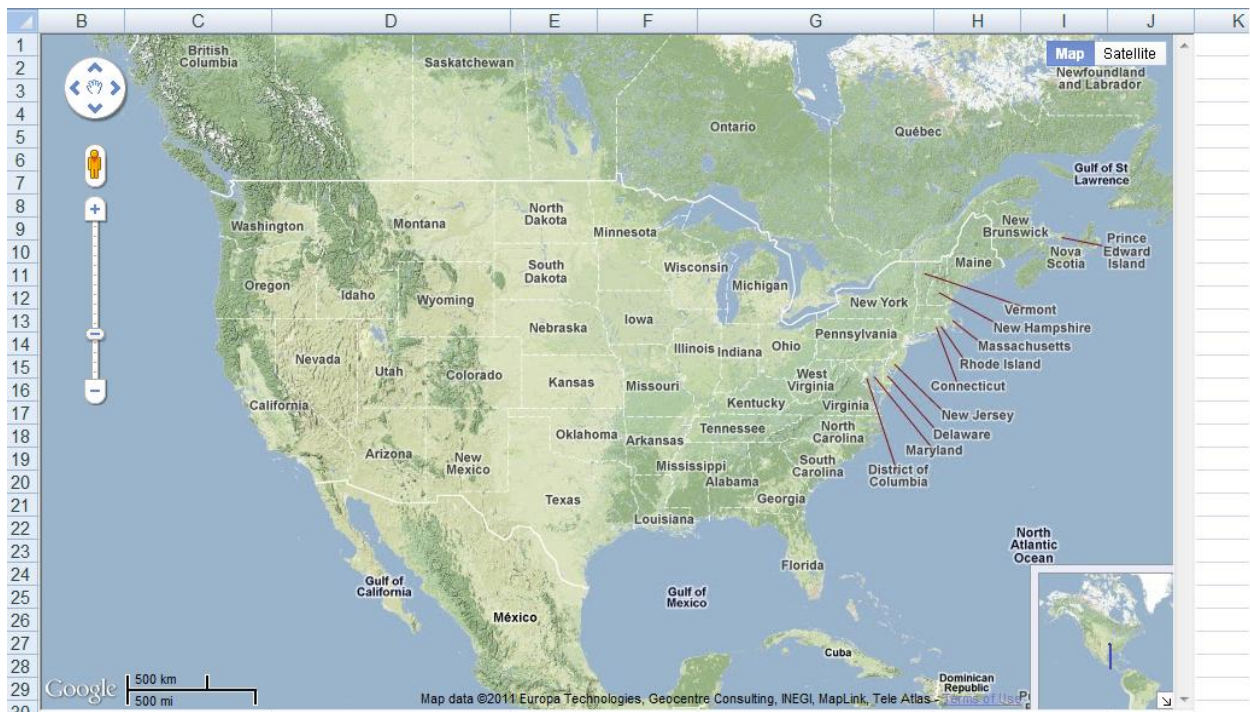 B C D E F G H I J K
1
2
3
4
5
6
7
8
9
10
11
12
13
14
15
16
17
18
19
20
21
22
23
24
25
26
27
28
29
British
Columbia
Saskatchewan
Map Satellite
Newfoundland
and Labrador
Ontario
Québec
Gulf of St
Lawrence
Washington
Montana
North
Dakota
Minnesota
New
Brunswick
Prince
Edward
Island
Nova
Scotia
Maine
Oregon
Idaho
Wyoming
South
Dakota
Wisconsin
Michigan
New York
Vermont
New Hampshire
Massachusetts
Rhode Island
Connecticut
Nebraska
Iowa
Illinois
Indiana
Ohio
Pennsylvania
Nevada
Utah
Colorado
Kansas
Missouri
West
Virginia
Kentucky
Virginia
New Jersey
Delaware
Maryland
District of
Columbia
California
Arizona
New
Mexico
Oklahoma
Arkansas
Tennessee
North
Carolina
Mississippi
Alabama
South
Carolina
Georgia
Texas
Louisiana
Florida
North
Atlantic
Ocean
Gulf of
California
Gulf of
Mexico
México
Cuba
Dominican
Republic
Google
500 km
500 mi
Map data ©2011 Europa Technologies, Geocentre Consulting, INEGI, MapLink, Tele Atlas - Terms of Use